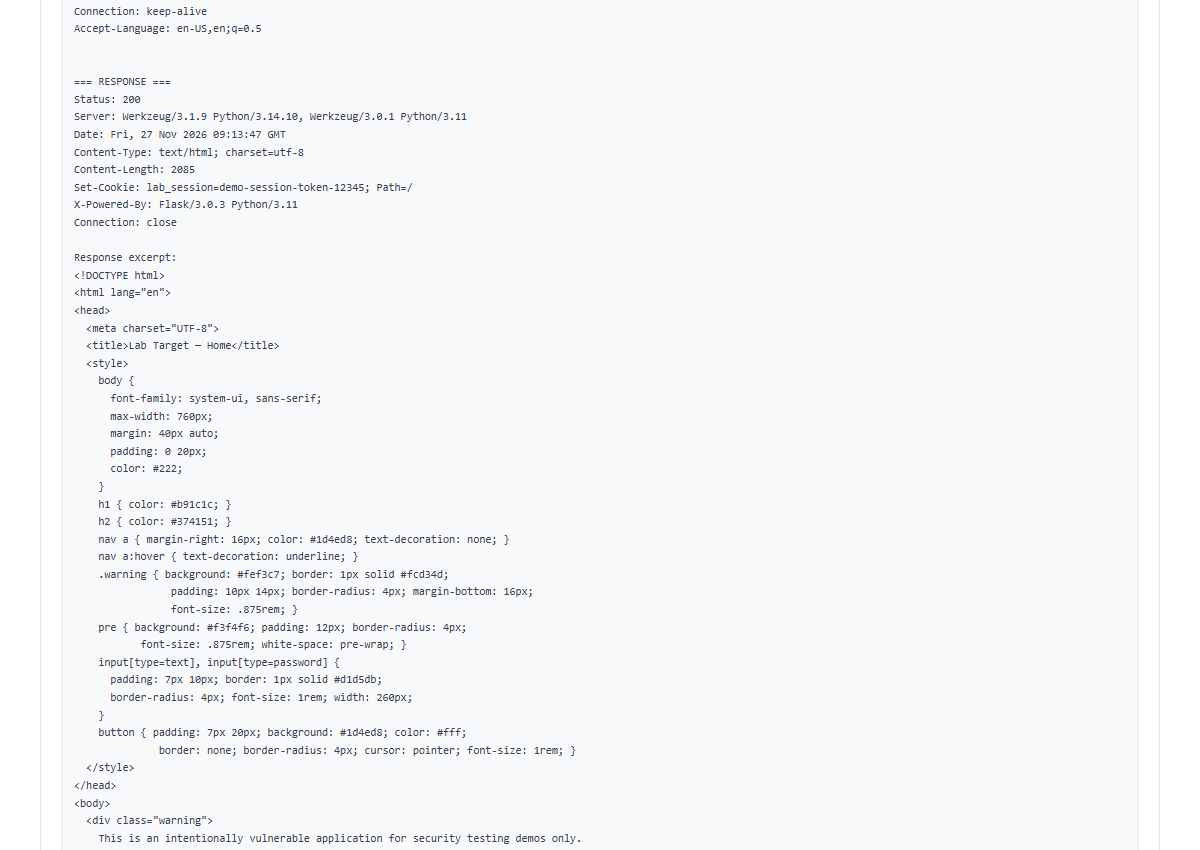 Connection: keep-alive
Accept-Language: en-US,en;q=0.5
=== RESPONSE ===
Status: 200
Server: Werkzeug/3.1.9 Python/3.14.10, Werkzeug/3.0.1 Python/3.11
Date: Fri, 27 Nov 2026 09:13:47 GMT
Content-Type: text/html; charset=utf-8
Content-Length: 2085
Set-Cookie: lab_session=demo-session-token-12345; Path=/
X-Powered-By: Flask/3.0.3 Python/3.11
Connection: close
Response excerpt:
<!DOCTYPE html>
<html lang="en">
<head>
  <meta charset="UTF-8">
  <title>Lab Target — Home</title>
  <style>
    body {
      font-family: system-ui, sans-serif;
      max-width: 760px;
      margin: 40px auto;
      padding: 0 20px;
      color: #222;
    }
    h1 { color: #b91c1c; }
    h2 { color: #374151; }
    nav a { margin-right: 16px; color: #1d4ed8; text-decoration: none; }
    nav a:hover { text-decoration: underline; }
    .warning { background: #fef3c7; border: 1px solid #fcd34d;
                padding: 10px 14px; border-radius: 4px; margin-bottom: 16px;
                font-size: .875rem; }
    pre { background: #f3f4f6; padding: 12px; border-radius: 4px;
           font-size: .875rem; white-space: pre-wrap; }
    input[type=text], input[type=password] {
      padding: 7px 10px; border: 1px solid #d1d5db;
      border-radius: 4px; font-size: 1rem; width: 260px;
    }
    button { padding: 7px 20px; background: #1d4ed8; color: #fff;
              border: none; border-radius: 4px; cursor: pointer; font-size: 1rem; }
  </style>
</head>
<body>
  <div class="warning">
    This is an intentionally vulnerable application for security testing demos only.